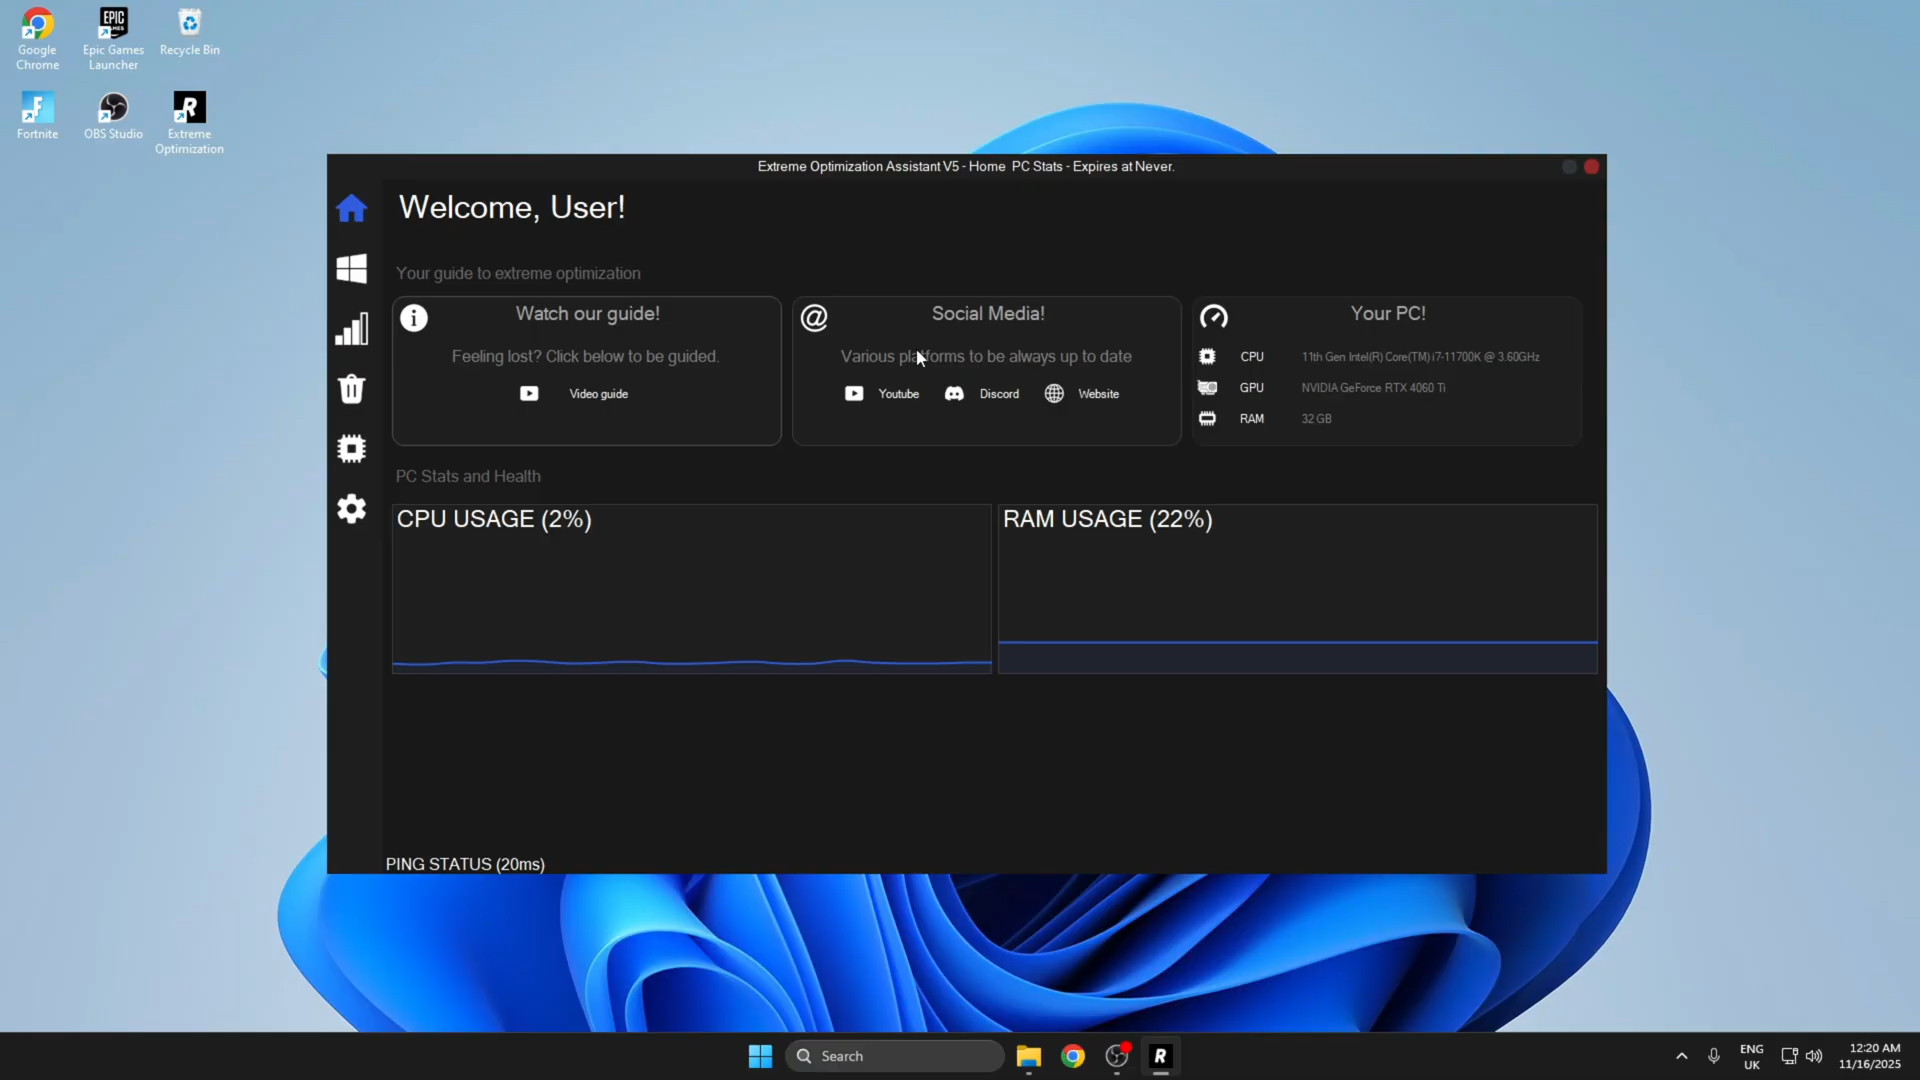 Google
Chrome
Epic Games
Launcher
Recycle Bin
Fortnite
OBS Studio
Extreme
Optimization
EPIC
GAMES
Extreme Optimization Assistant V5 - Home PC Stats - Expires at Never.
Welcome, User!
Your guide to extreme optimization
Watch our guide!
Feeling lost? Click below to be guided.
Video guide
Social Media!
Various platforms to be always up to date
Youtube
Discord
Website
Your PC!
CPU 11th Gen Intel(R) Core(TM) i7-11700K @ 3.60GHz
GPU NVIDIA GeForce RTX 4060 Ti
RAM 32 GB
PC Stats and Health
CPU USAGE (2%)
RAM USAGE (22%)
PING STATUS (20ms)
Search
ENG
UK
12:20 AM
11/16/2025